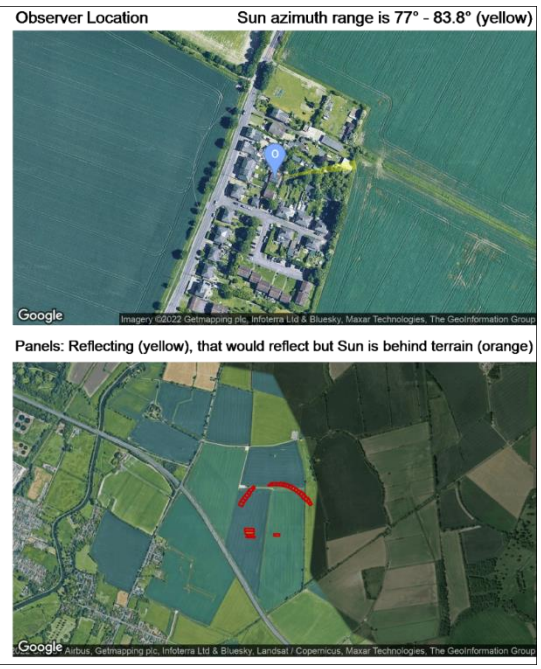 Observer Location Sun azimuth range is 77° - 83.8° (yellow)
O
Google
Imagery ©2022 Getmapping plc, Infoterra Ltd & Bluesky, Maxar Technologies, The GeoInformation Group
Panels: Reflecting (yellow), that would reflect but Sun is behind terrain (orange)
Google
Airbus, Getmapping plc, Infoterra Ltd & Bluesky, Landsat / Copernicus, Maxar Technologies, The GeoInformation Group